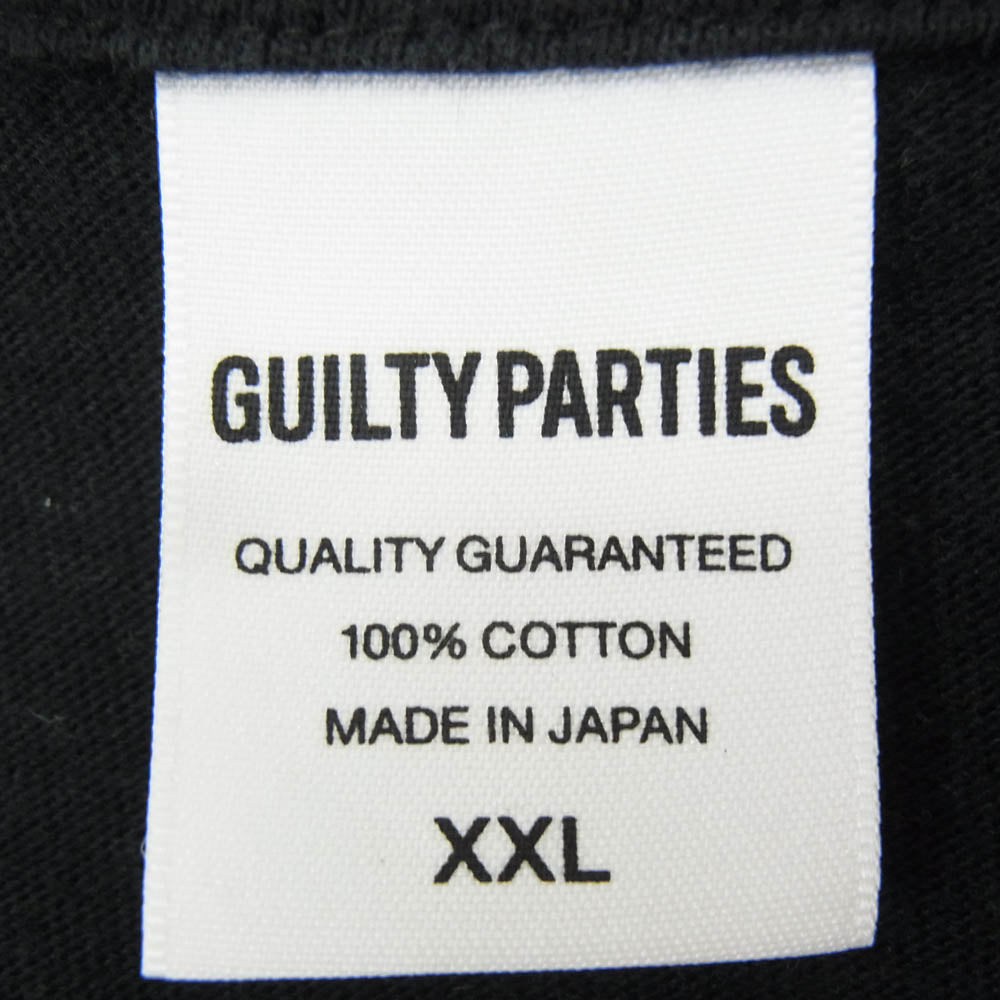 GUILTY PARTIES
QUALITY GUARANTEED
100% COTTON
MADE IN JAPAN
XXL